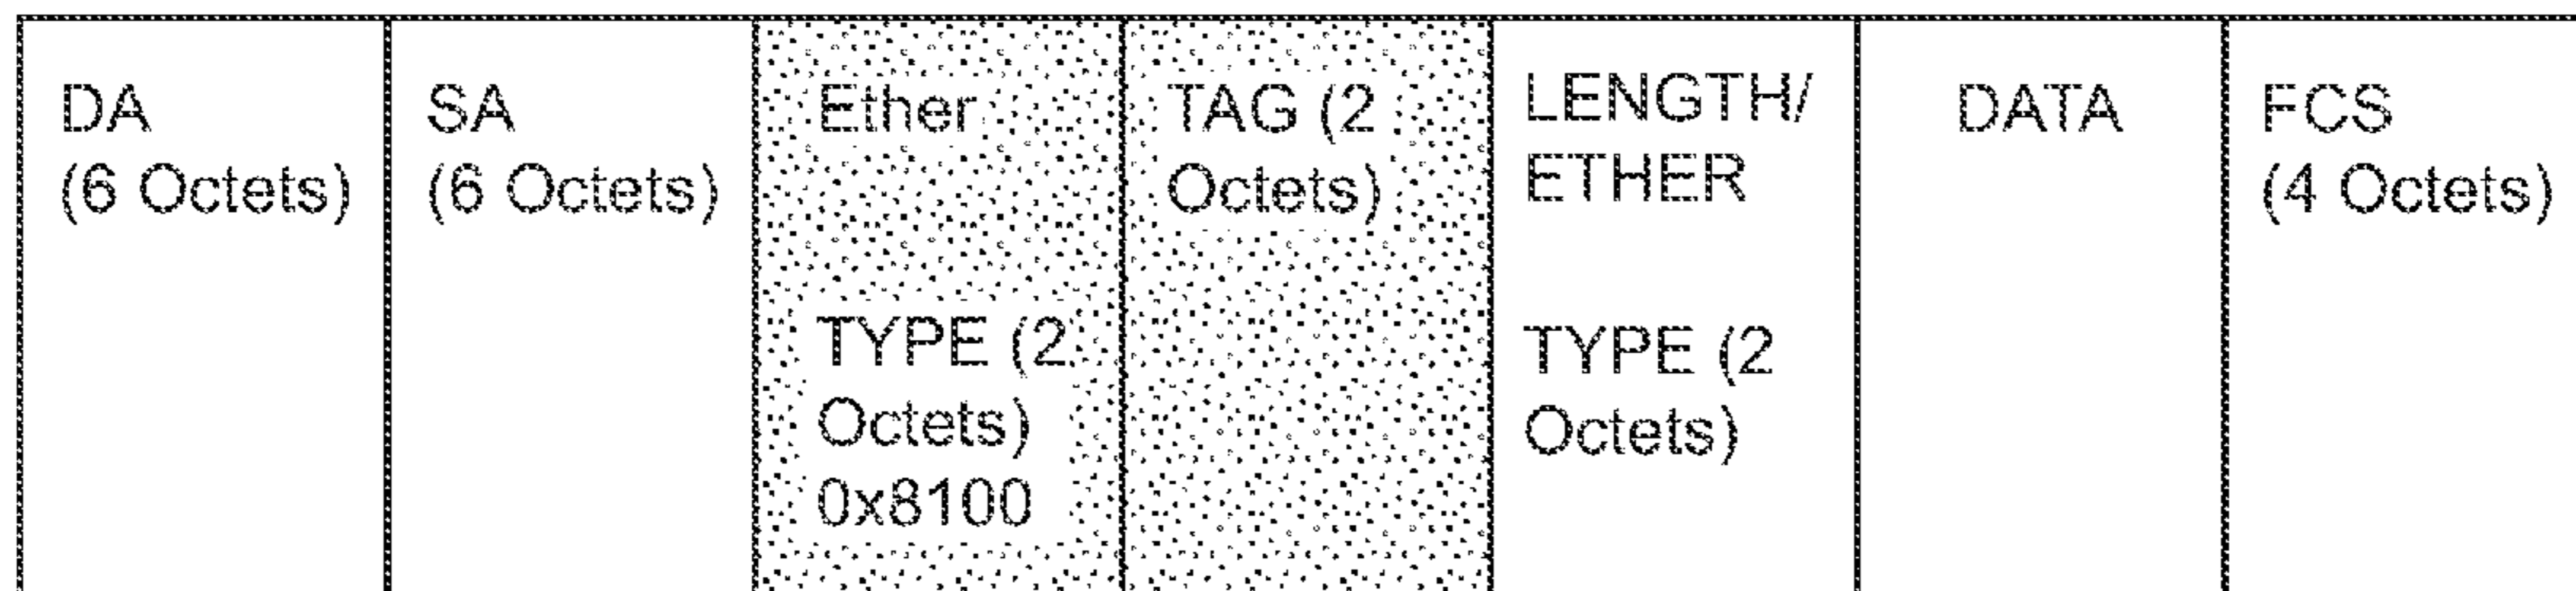 DA
(6 Octets)
SA
(6 Octets)
Ether
TYPE (2
Octets)
0x8100
TAG (2
Octets)
LENGTH/
ETHER
TYPE (2
Octets)
DATA
FCS
(4 Octets)